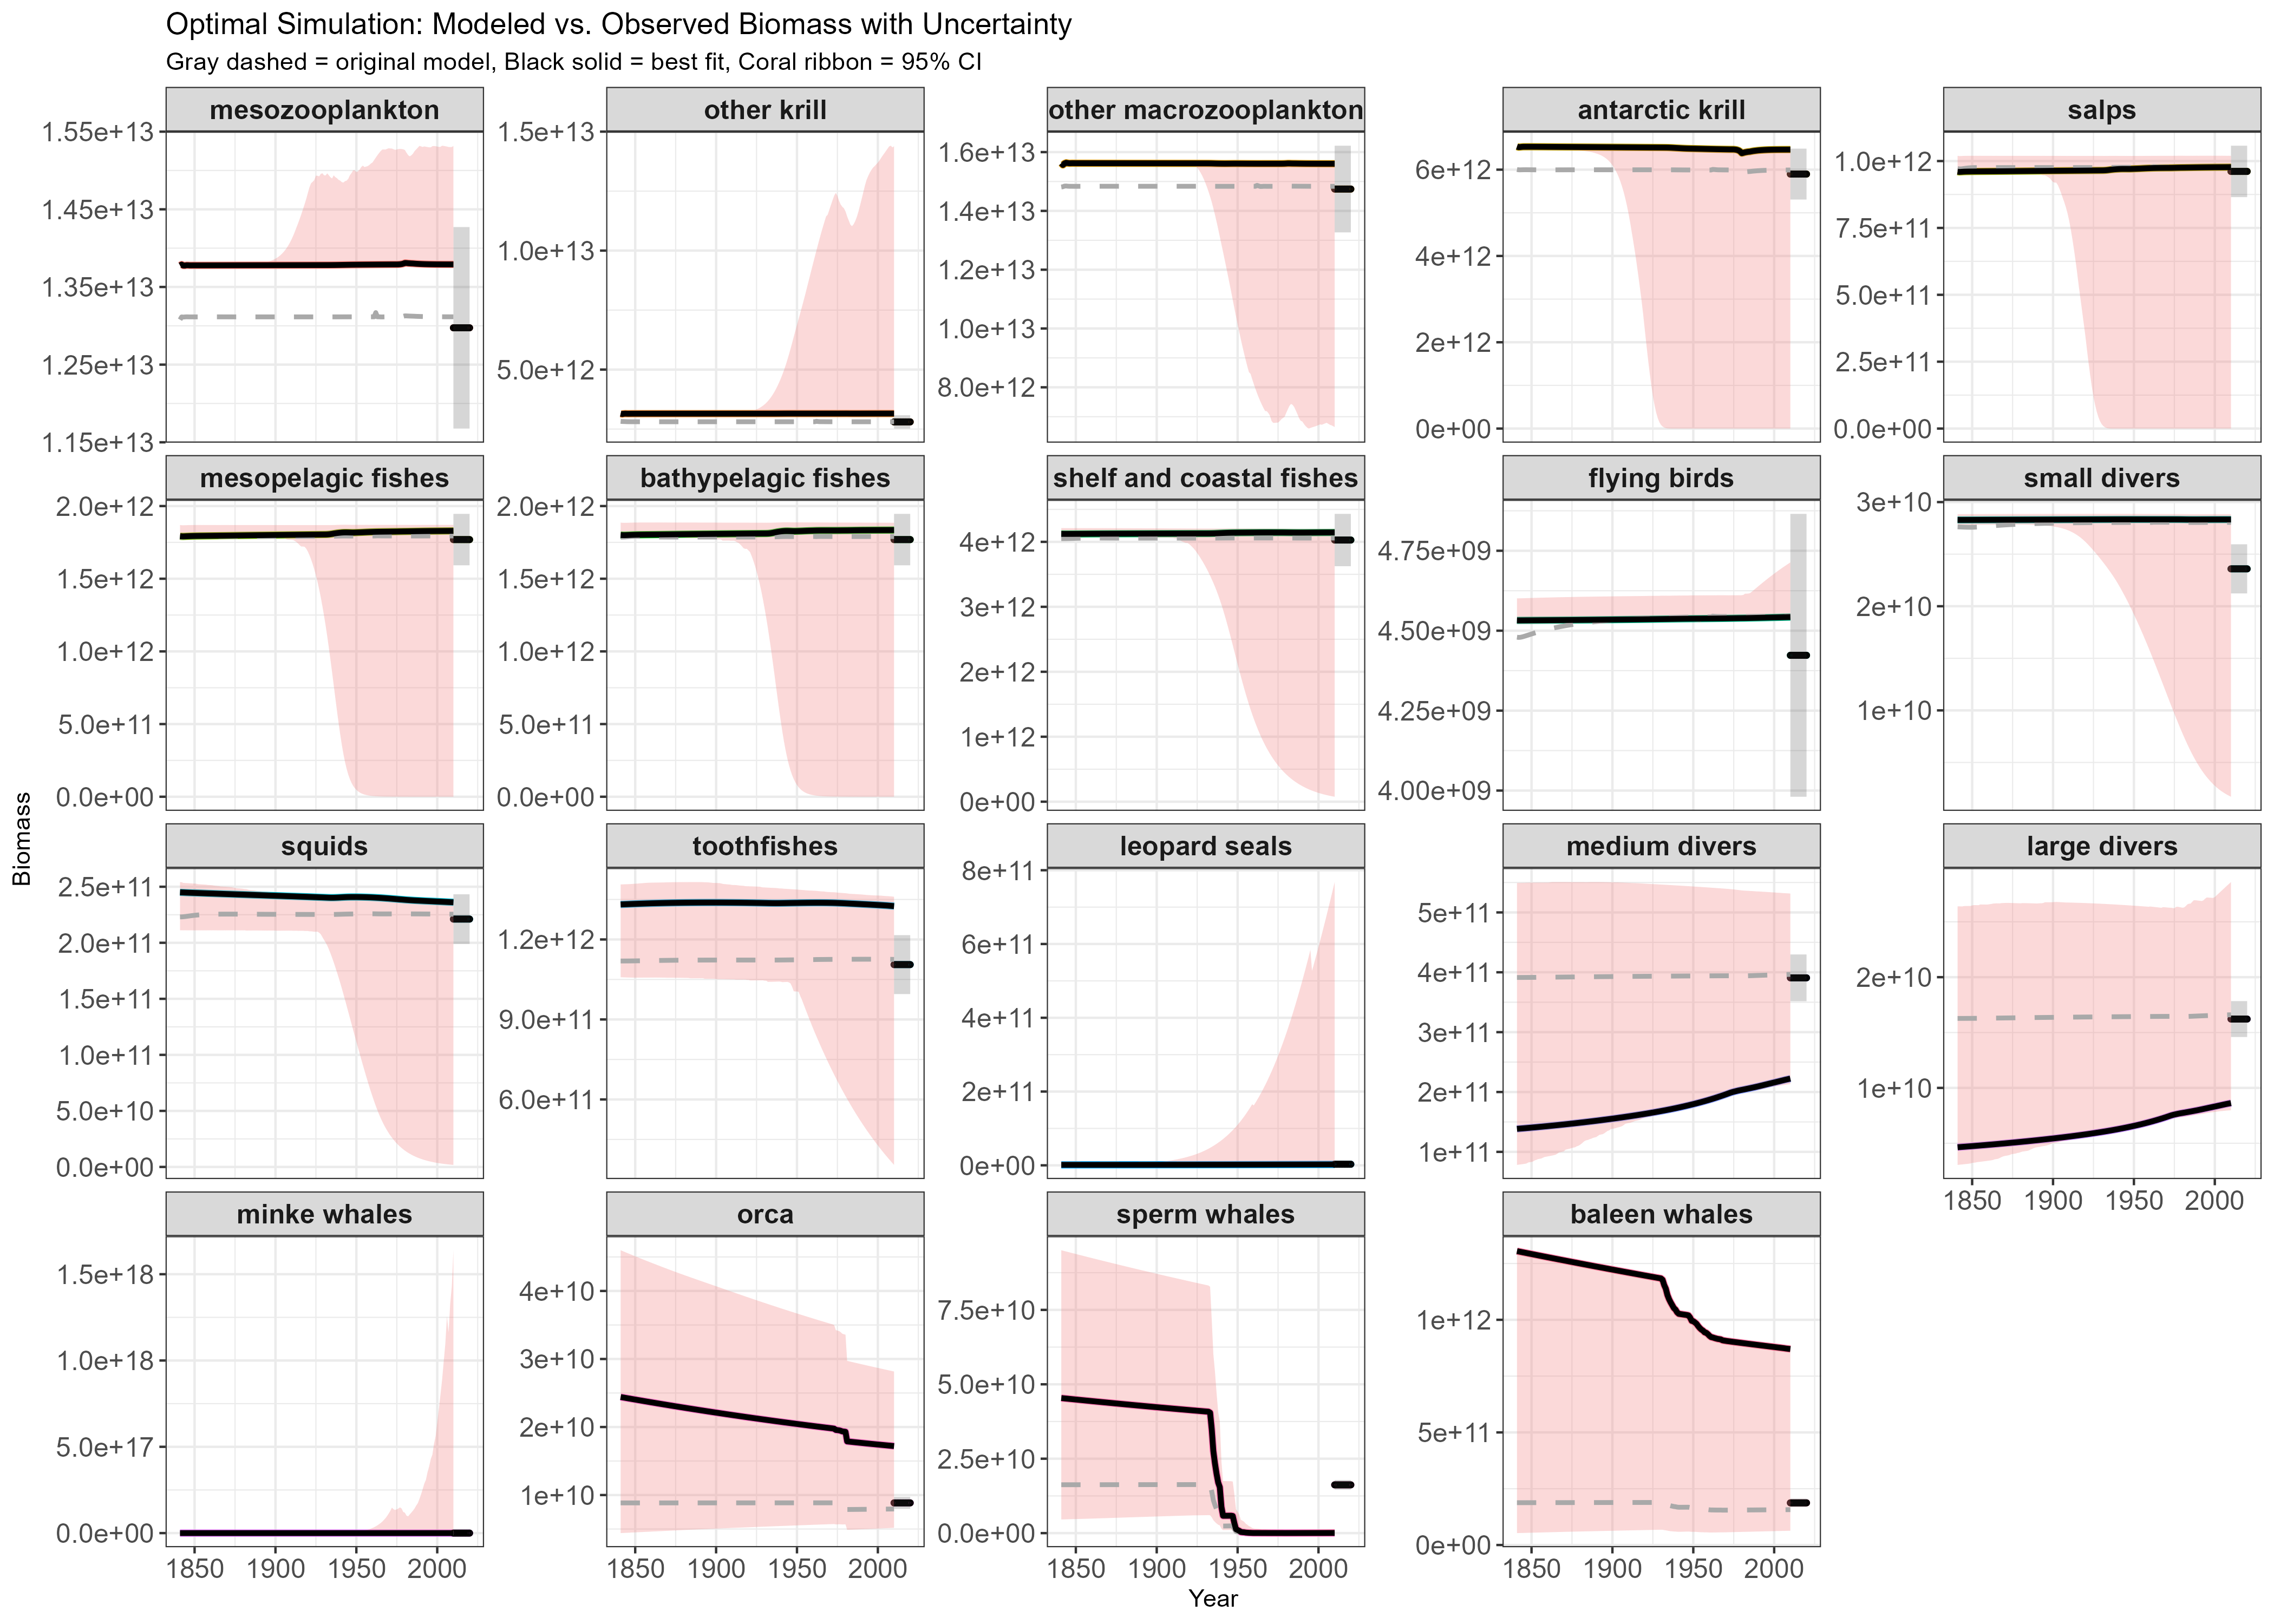 Optimal Simulation: Modeled vs. Observed Biomass with Uncertainty
Gray dashed = original model, Black solid = best fit, Coral ribbon = 95% CI
mesozooplankton
1.55e+13
1.45e+13
1.35e+13
1.25e+13
1.15e+13
other krill
1.5e+13
1.0e+13
5.0e+12
other macrozooplankton
1.6e+13
1.4e+13
1.2e+13
1.0e+13
8.0e+12
antarctic krill
6e+12
4e+12
2e+12
0e+00
salps
1.0e+12
7.5e+11
5.0e+11
2.5e+11
0.0e+00
mesopelagic fishes
2.0e+12
1.5e+12
1.0e+12
5.0e+11
0.0e+00
bathypelagic fishes
2.0e+12
1.5e+12
1.0e+12
5.0e+11
0.0e+00
shelf and coastal fishes
4e+12
3e+12
2e+12
1e+12
0e+00
flying birds
4.75e+09
4.50e+09
4.25e+09
4.00e+09
small divers
3e+10
2e+10
1e+10
squids
2.5e+11
2.0e+11
1.5e+11
1.0e+11
5.0e+10
0.0e+00
toothfishes
1.2e+12
9.0e+11
6.0e+11
leopard seals
8e+11
6e+11
4e+11
2e+11
0e+00
medium divers
5e+11
4e+11
3e+11
2e+11
1e+11
large divers
2e+10
1e+10
1850 1900 1950 2000
minke whales
1.5e+18
1.0e+18
5.0e+17
0.0e+00
1850 1900 1950 2000
orca
4e+10
3e+10
2e+10
1e+10
1850 1900 1950 2000
sperm whales
7.5e+10
5.0e+10
2.5e+10
0.0e+00
1850 1900 1950 2000
baleen whales
1e+12
5e+11
0e+00
1850 1900 1950 2000
Biomass
Year